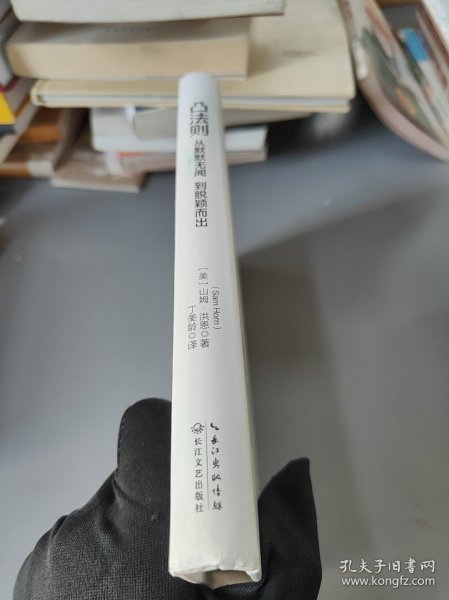 凸法则
从默默无闻 到脱颖而出
(Sam Horn)
[美] 山姆·洪恩◎著
丁美龄◎译
长江出版传媒
长江文艺出版社
孔夫子旧书网
www.kongfz.com